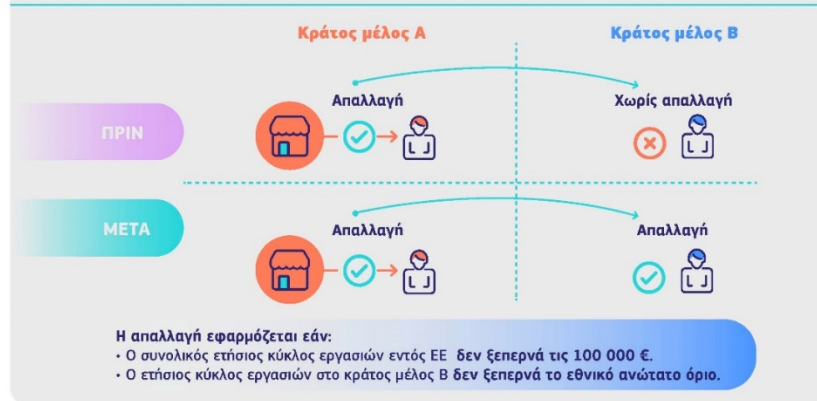 Κράτος μέλος Α Κράτος μέλος Β
Απαλλαγή Χωρίς απαλλαγή
ΠΡΙΝ
ΜΕΤΑ
Απαλλαγή Απαλλαγή
Η απαλλαγή εφαρμόζεται εάν:
• Ο συνολικός ετήσιος κύκλος εργασιών εντός ΕΕ δεν ξεπερνά τις 100 000 €.
• Ο ετήσιος κύκλος εργασιών στο κράτος μέλος Β δεν ξεπερνά το εθνικό ανώτατο όριο.